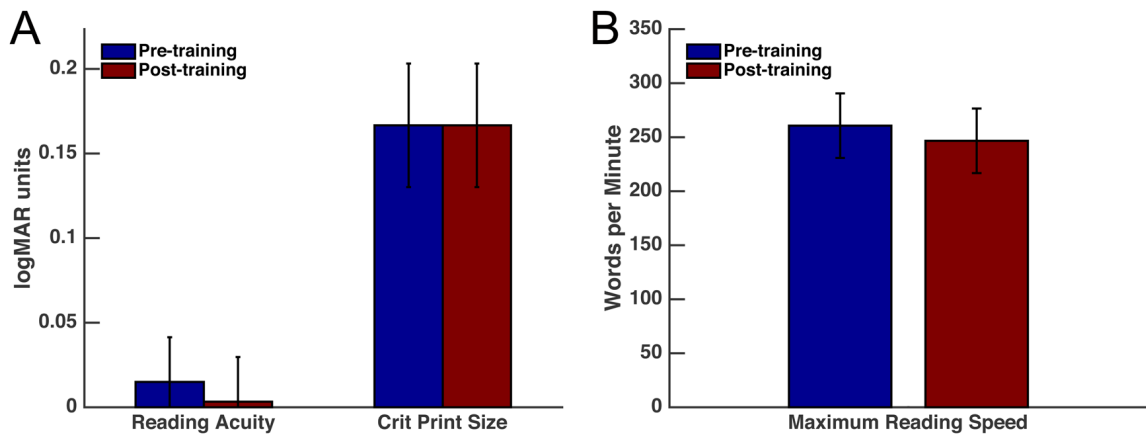 A
Pre-training
Post-training
logMAR units
0.2
0.15
0.1
0.05
0
Reading Acuity
Crit Print Size
B
Pre-training
Post-training
Words per Minute
350
300
250
200
150
100
50
0
Maximum Reading Speed